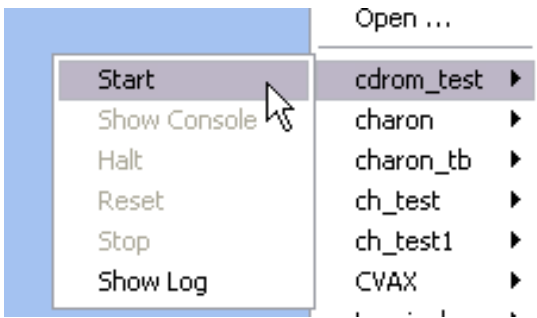 Open ...
cdrom_test
charon
charon_tb
ch_test
ch_test1
CVAX
Start
Show Console
Halt
Reset
Stop
Show Log